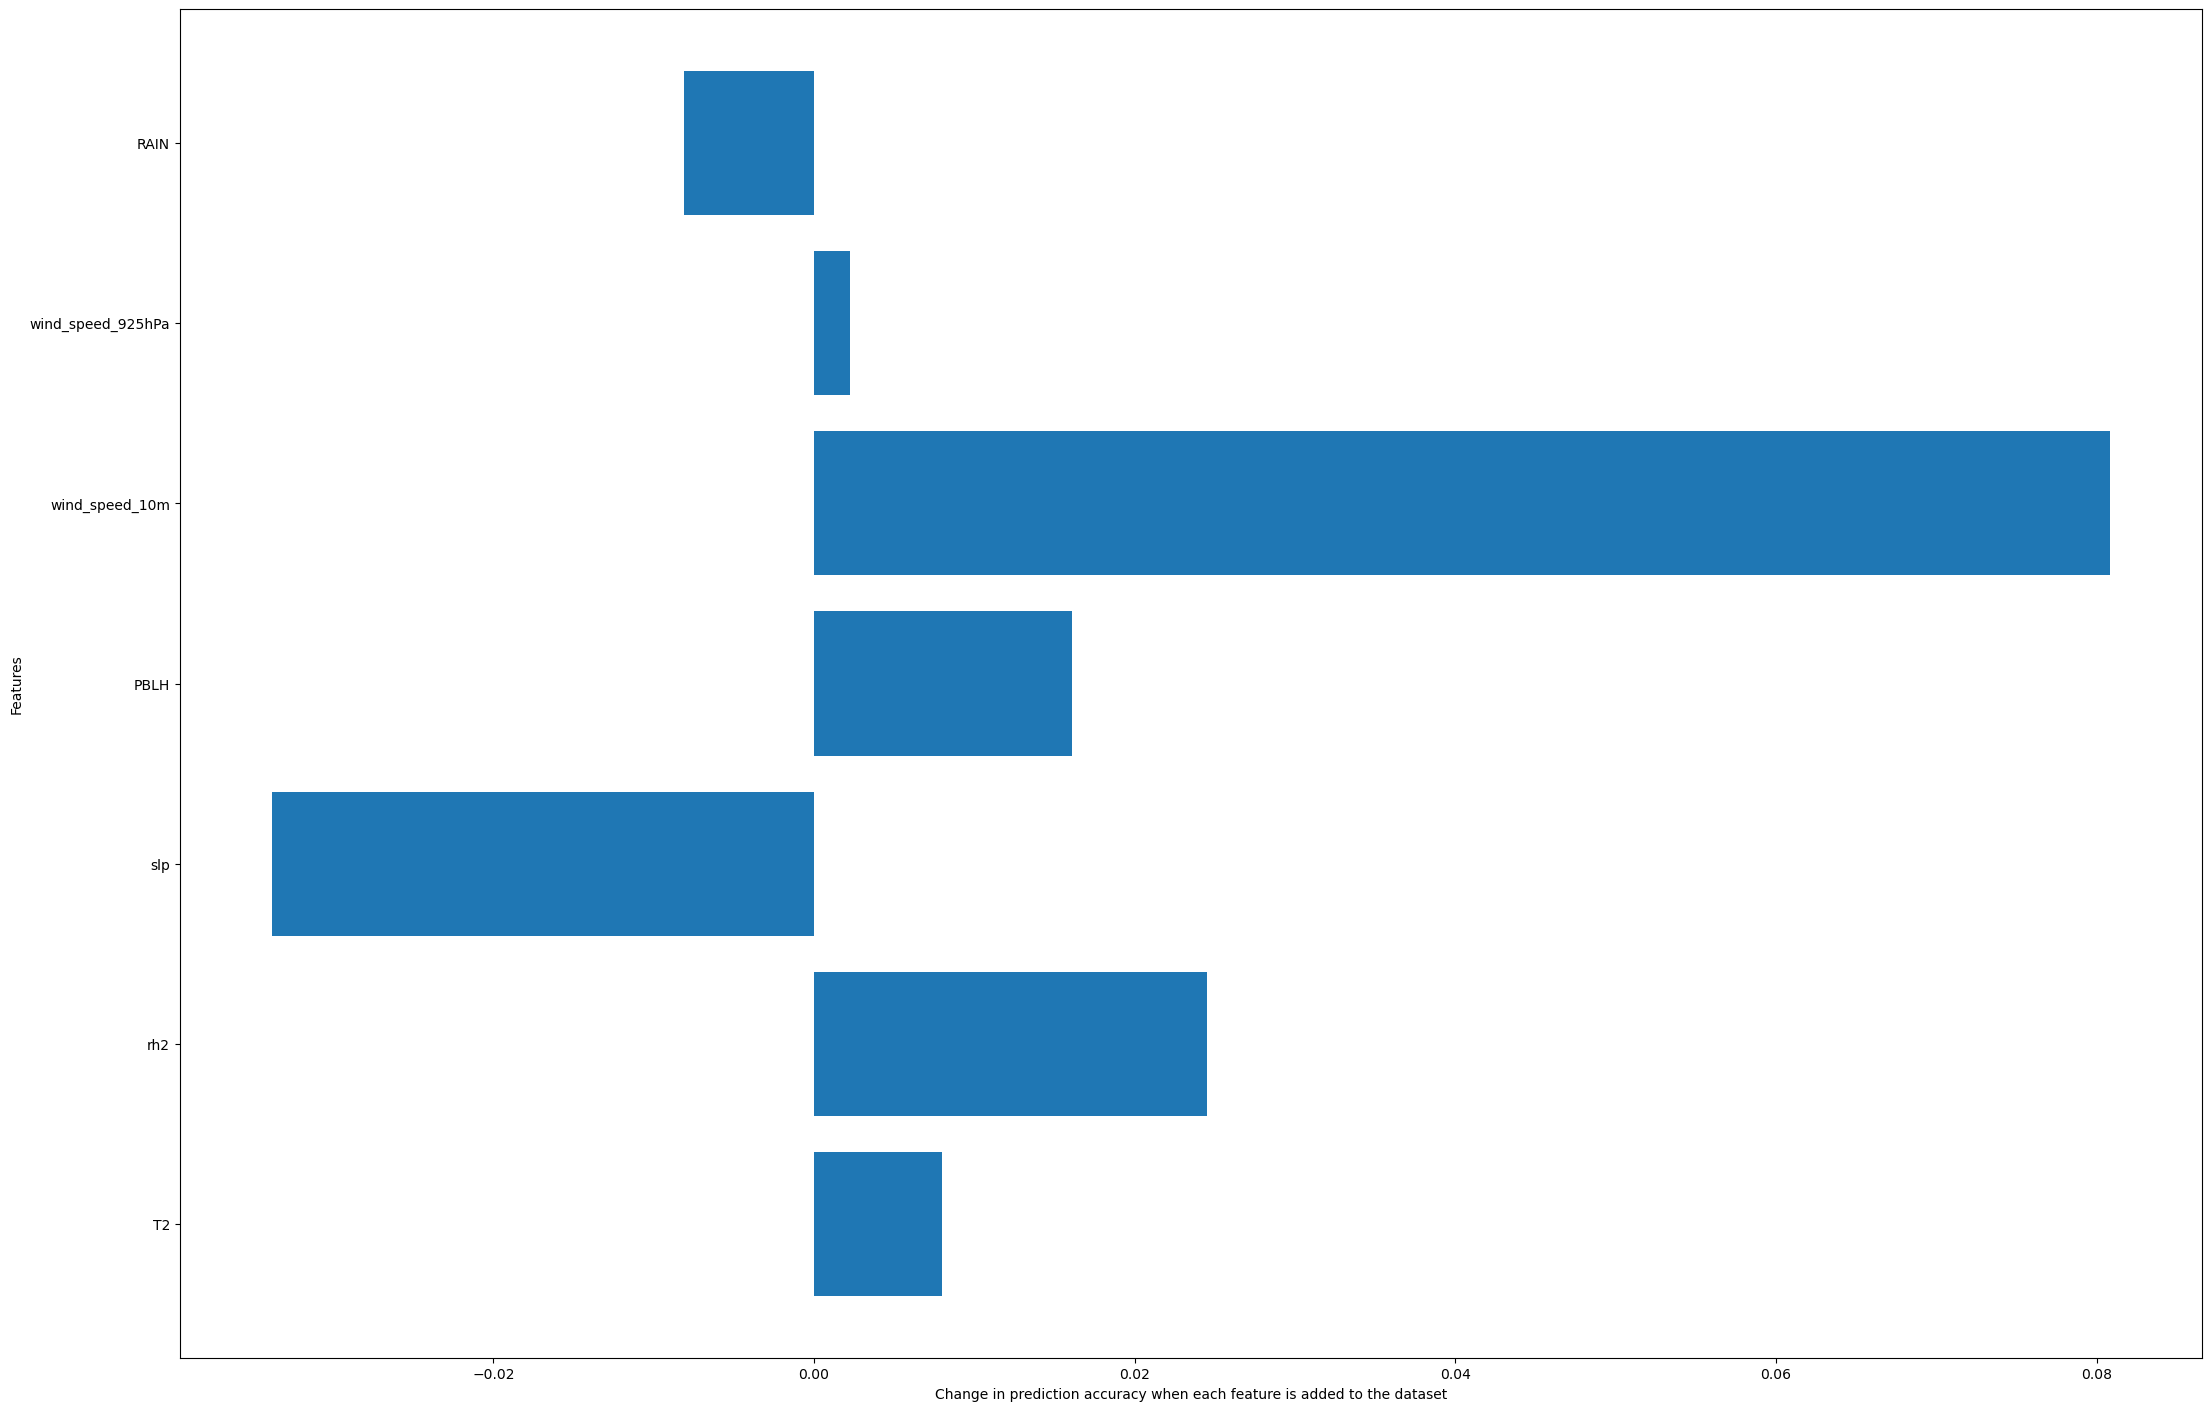 RAIN
wind_speed_925hPa
wind_speed_10m
PBLH
slp
rh2
T2
Features
−0.02 0.00 0.02 0.04 0.06 0.08
Change in prediction accuracy when each feature is added to the dataset